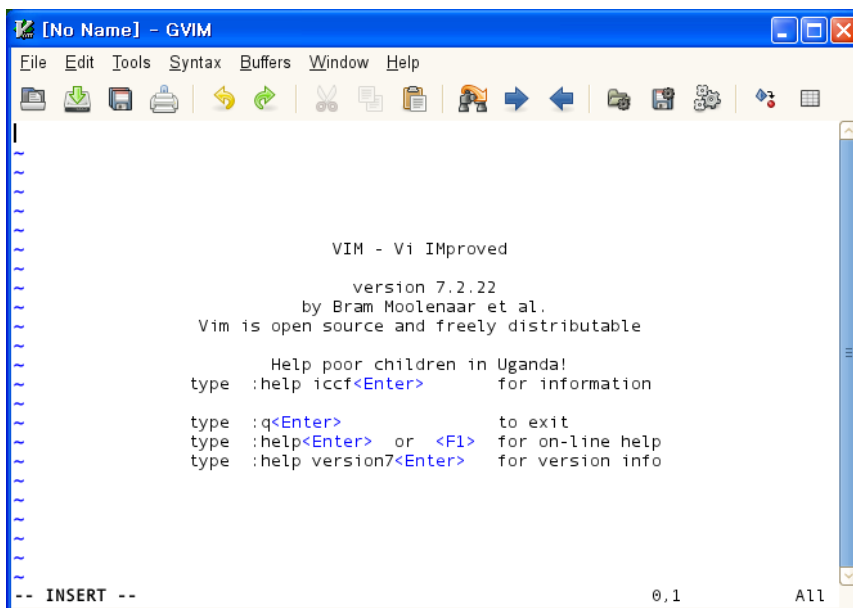 [No Name] - GVIM
File Edit Tools Syntax Buffers Window Help
~
~
~
~
~
~ VIM - Vi IMproved
~
~ version 7.2.22
~ by Bram Moolenaar et al.
~ Vim is open source and freely distributable
~
~ Help poor children in Uganda!
~ type :help iccf<Enter> for information
~
~ type :q<Enter> to exit
~ type :help<Enter> or <F1> for on-line help
~ type :help version7<Enter> for version info
~
~
~
~
~
~
-- INSERT -- 0,1 All